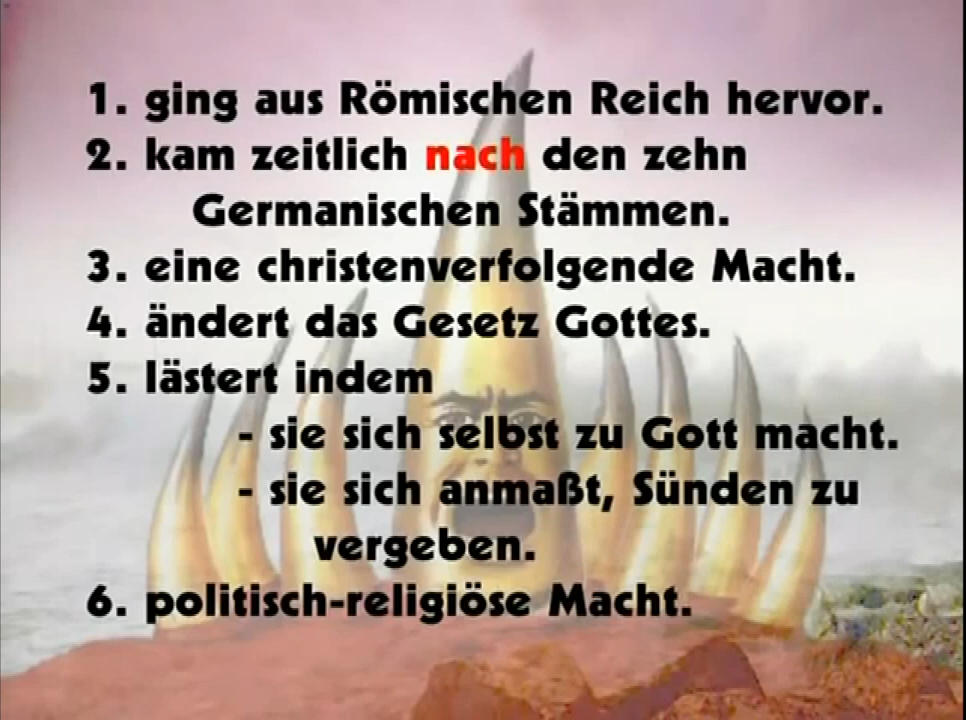 1. ging aus Römischen Reich hervor.
2. kam zeitlich nach den zehn
Germanischen Stämmen.
3. eine christenverfolgende Macht.
4. ändert das Gesetz Gottes.
5. lästert indem
- sie sich selbst zu Gott macht.
- sie sich anmaßt, Sünden zu
vergeben.
6. politisch-religiöse Macht.